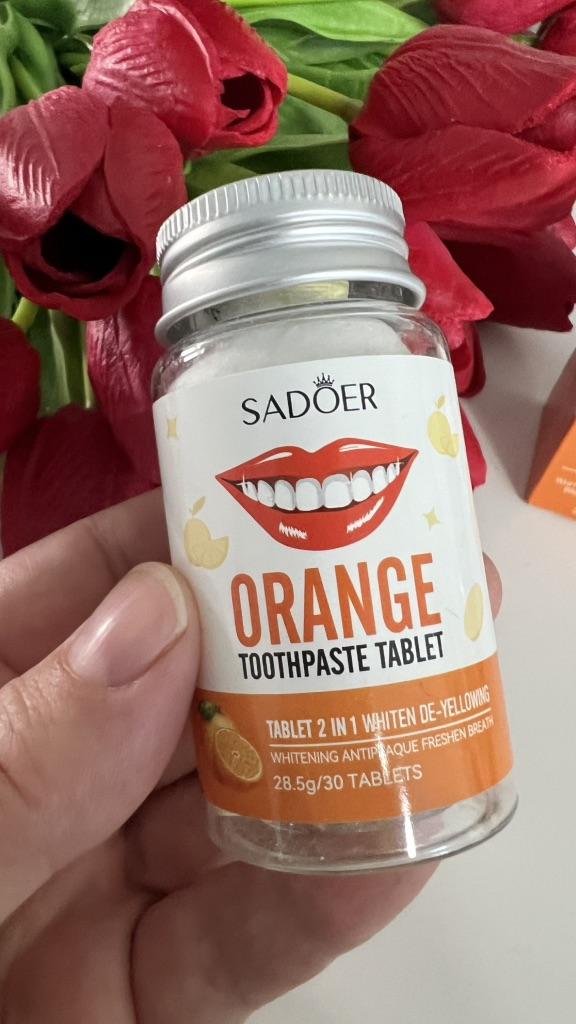 SADOER
ORANGE
TOOTHPASTE TABLET
TABLET 2 IN 1 WHITEN DE-YELLOWING
WHITENING ANTIPLAQUE FRESHEN BREATH
28.5g/30 TABLETS